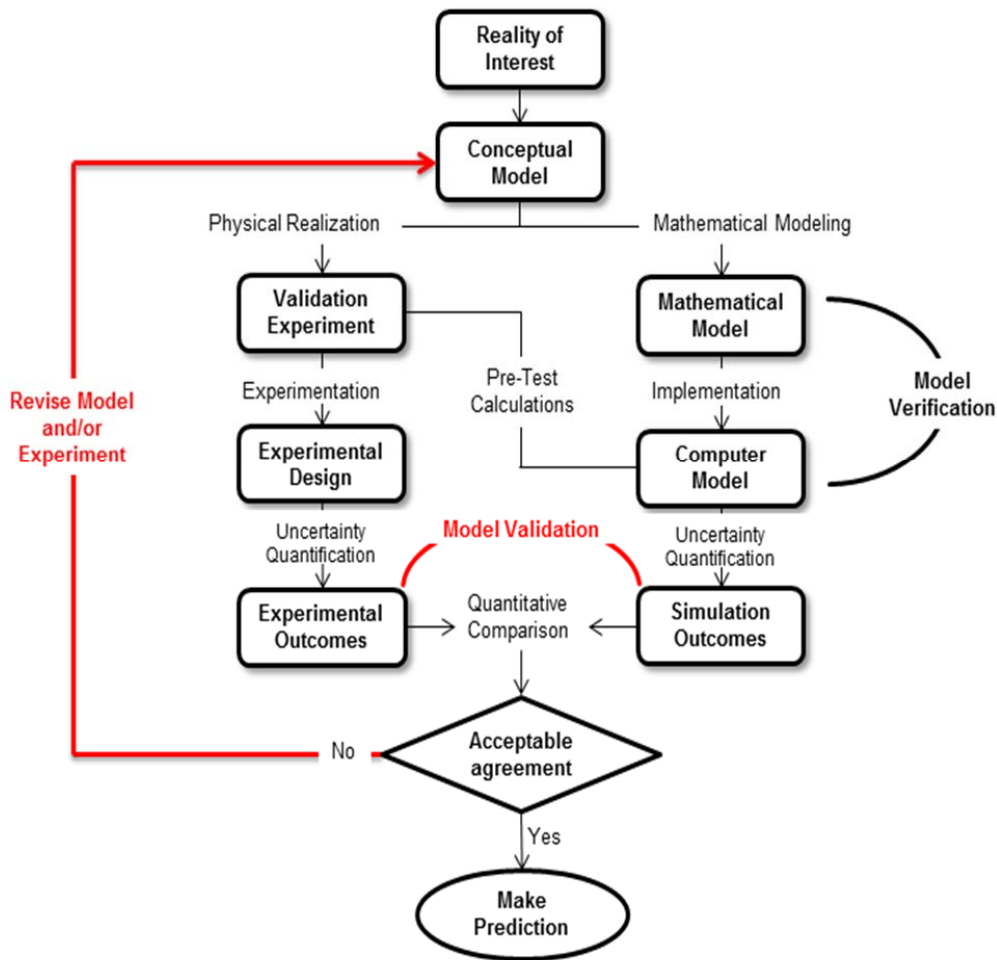 Reality of
Interest
Conceptual
Model
Physical Realization
Mathematical Modeling
Validation
Experiment
Mathematical
Model
Pre-Test
Calculations
Experimentation
Implementation
Model
Verification
Revise Model
and/or
Experiment
Experimental
Design
Computer
Model
Uncertainty
Quantification
Model Validation
Uncertainty
Quantification
Experimental
Outcomes
Quantitative
Comparison
Simulation
Outcomes
No
Acceptable
agreement
Yes
Make
Prediction